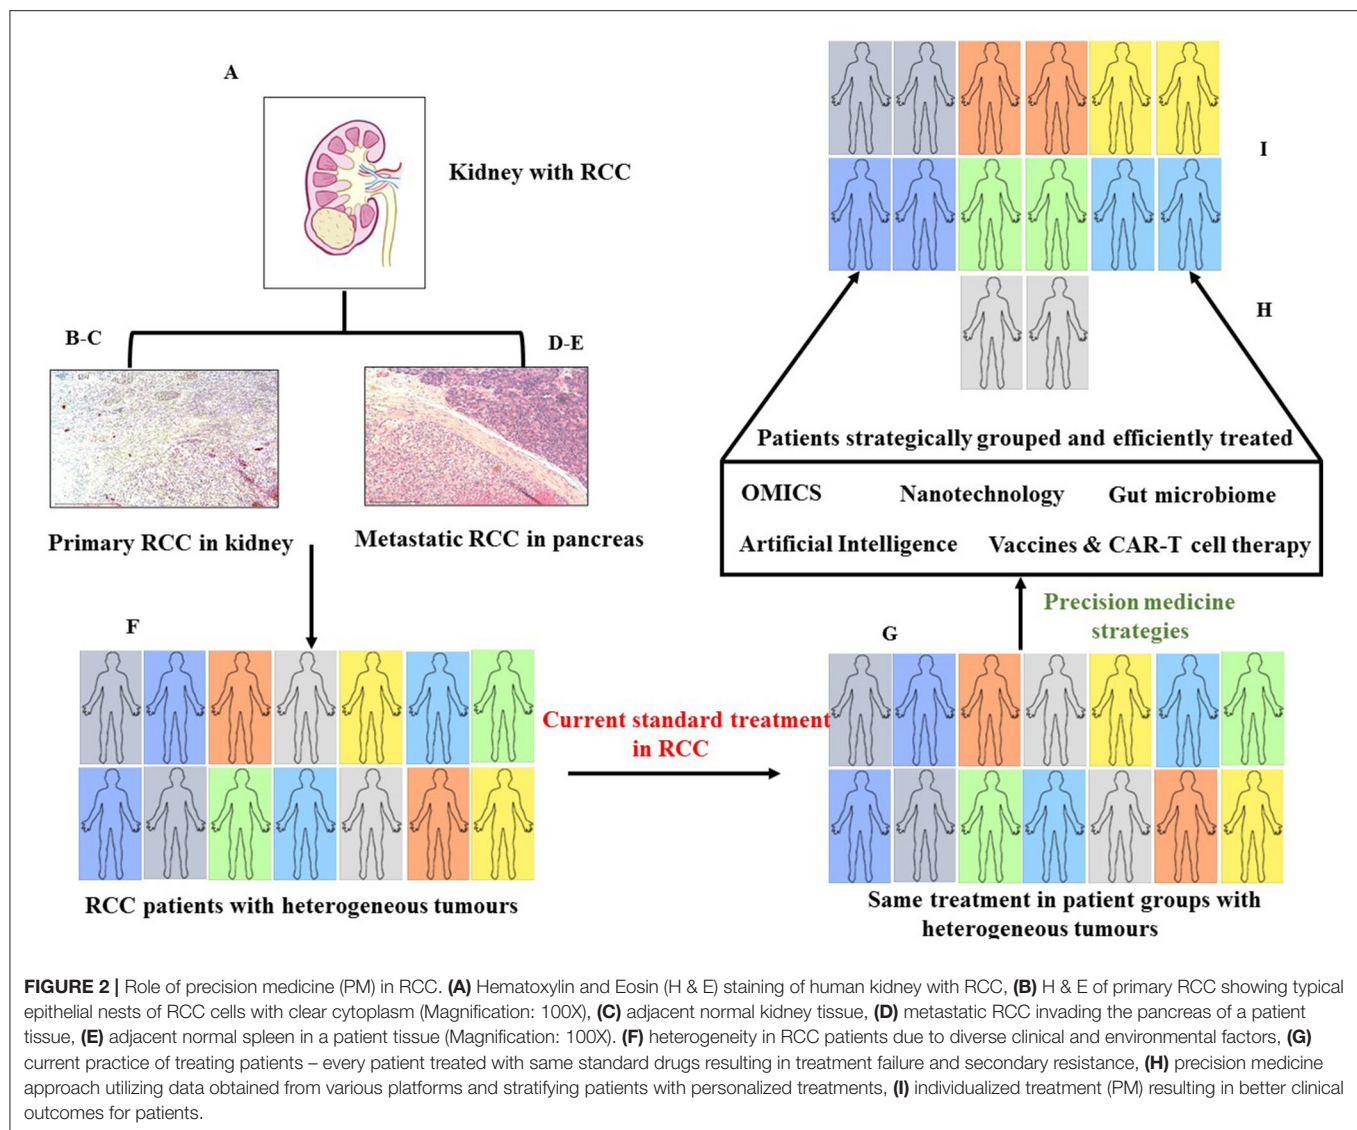 A
Kidney with RCC
B-C
D-E
Primary RCC in kidney
Metastatic RCC in pancreas
F
RCC patients with heterogeneous tumours
Current standard treatment
in RCC
I
H
Patients strategically grouped and efficiently treated
OMICS Nanotechnology Gut microbiome
Artificial Intelligence Vaccines & CAR-T cell therapy
Precision medicine
strategies
G
Same treatment in patient groups with
heterogeneous tumours
FIGURE 2 | Role of precision medicine (PM) in RCC. (A) Hematoxylin and Eosin (H & E) staining of human kidney with RCC, (B) H & E of primary RCC showing typical
epithelial nests of RCC cells with clear cytoplasm (Magnification: 100X), (C) adjacent normal kidney tissue, (D) metastatic RCC invading the pancreas of a patient
tissue, (E) adjacent normal spleen in a patient tissue (Magnification: 100X). (F) heterogeneity in RCC patients due to diverse clinical and environmental factors, (G)
current practice of treating patients – every patient treated with same standard drugs resulting in treatment failure and secondary resistance, (H) precision medicine
approach utilizing data obtained from various platforms and stratifying patients with personalized treatments, (I) individualized treatment (PM) resulting in better clinical
outcomes for patients.